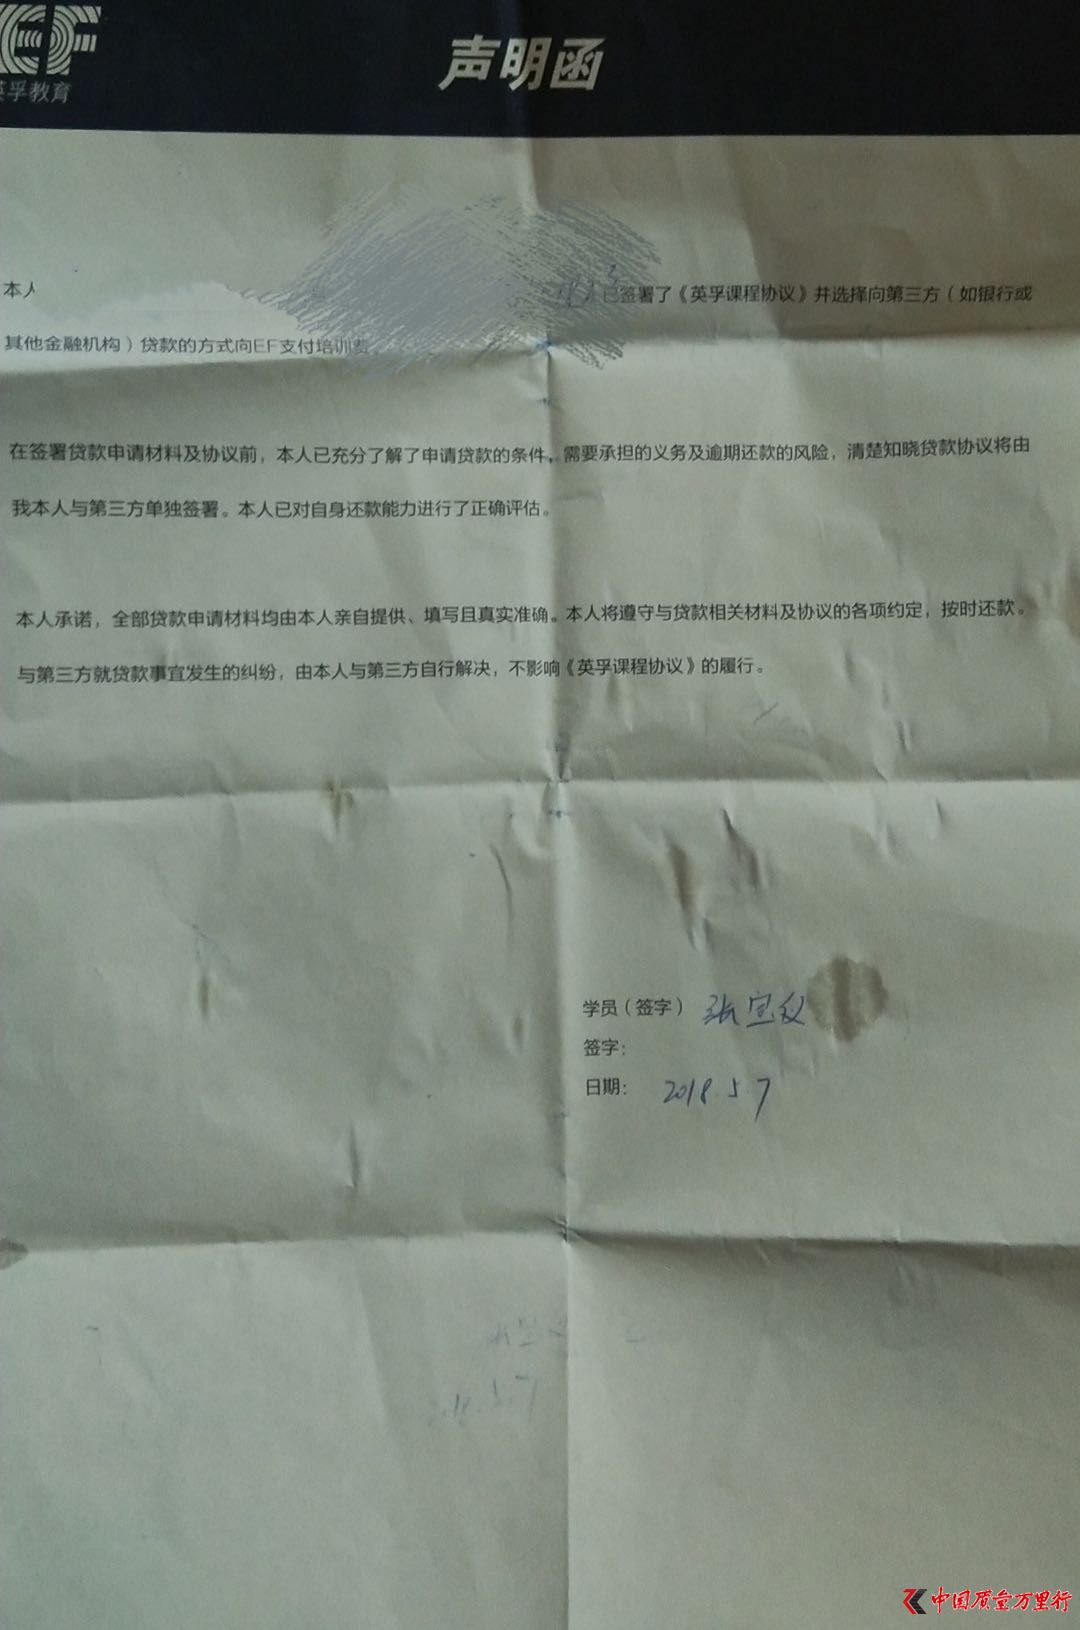 EF
英孚教育
声明函
本人 已签署了《英孚课程协议》并选择向第三方（如银行或
其他金融机构）贷款的方式向EF支付培训费
在签署贷款申请材料及协议前，本人已充分了解了申请贷款的条件、需要承担的义务及逾期还款的风险，清楚知晓贷款协议将由
我本人与第三方单独签署。本人已对自身还款能力进行了正确评估。
本人承诺，全部贷款申请材料均由本人亲自提供、填写且真实准确。本人将遵守与贷款相关材料及协议的各项约定，按时还款。
与第三方就贷款事宜发生的纠纷，由本人与第三方自行解决，不影响《英孚课程协议》的履行。
学员（签字）张宝仪
签字：
日期： 2018.5.7
中国质量万里行